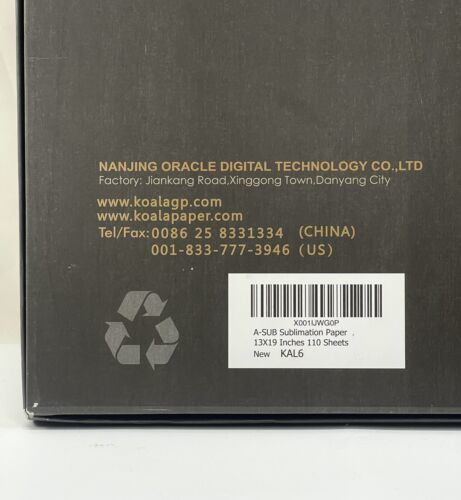 NANJING ORACLE DIGITAL TECHNOLOGY CO.,LTD
Factory: Jiankang Road,Xinggong Town,Danyang City
www.koalagp.com
www.koalapaper.com
Tel/Fax:0086 25 8331334 (CHINA)
001-833-777-3946 (US)
X001IJWG0P
A-SUB Sublimation Paper .
13X19 Inches 110 Sheets
New KAL6